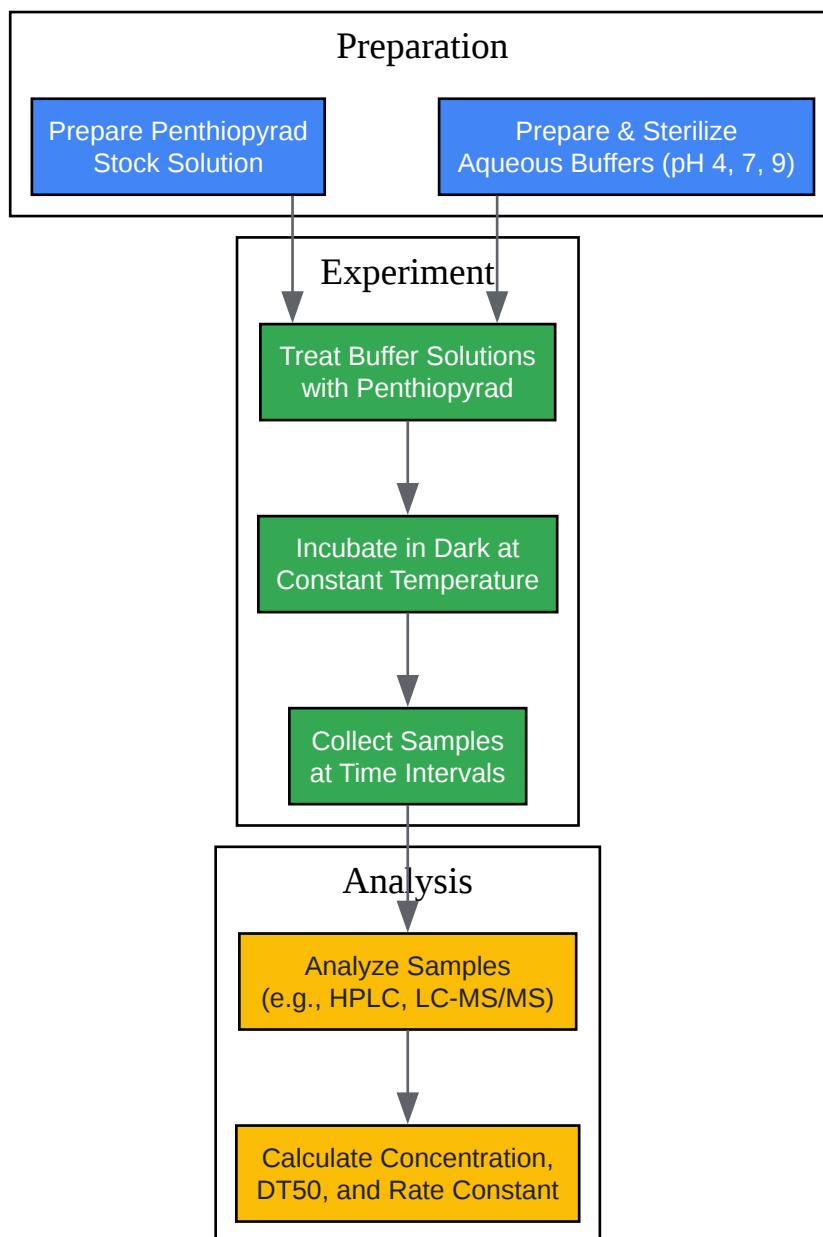 Preparation
Prepare Penthiopyrad
Stock Solution
Prepare & Sterilize
Aqueous Buffers (pH 4, 7, 9)
Experiment
Treat Buffer Solutions
with Penthiopyrad
Incubate in Dark at
Constant Temperature
Collect Samples
at Time Intervals
Analysis
Analyze Samples
(e.g., HPLC, LC-MS/MS)
Calculate Concentration,
DT50, and Rate Constant